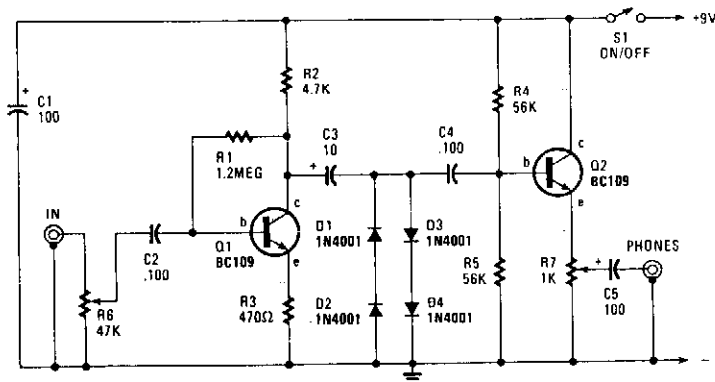 +9V
S1
ON/OFF
R2
4.7K
R4
56K
C1
100
+
R1
1.2MEG
C3
10
+
C4
.100
c
b
Q2
BC109
e
IN
C2
.100
b
c
Q1
BC109
e
D1
1N4001
D3
1N4001
R5
56K
R7
1K
+
C5
100
PHONES
R6
47K
R3
470Ω
D2
1N4001
D4
1N4001
−